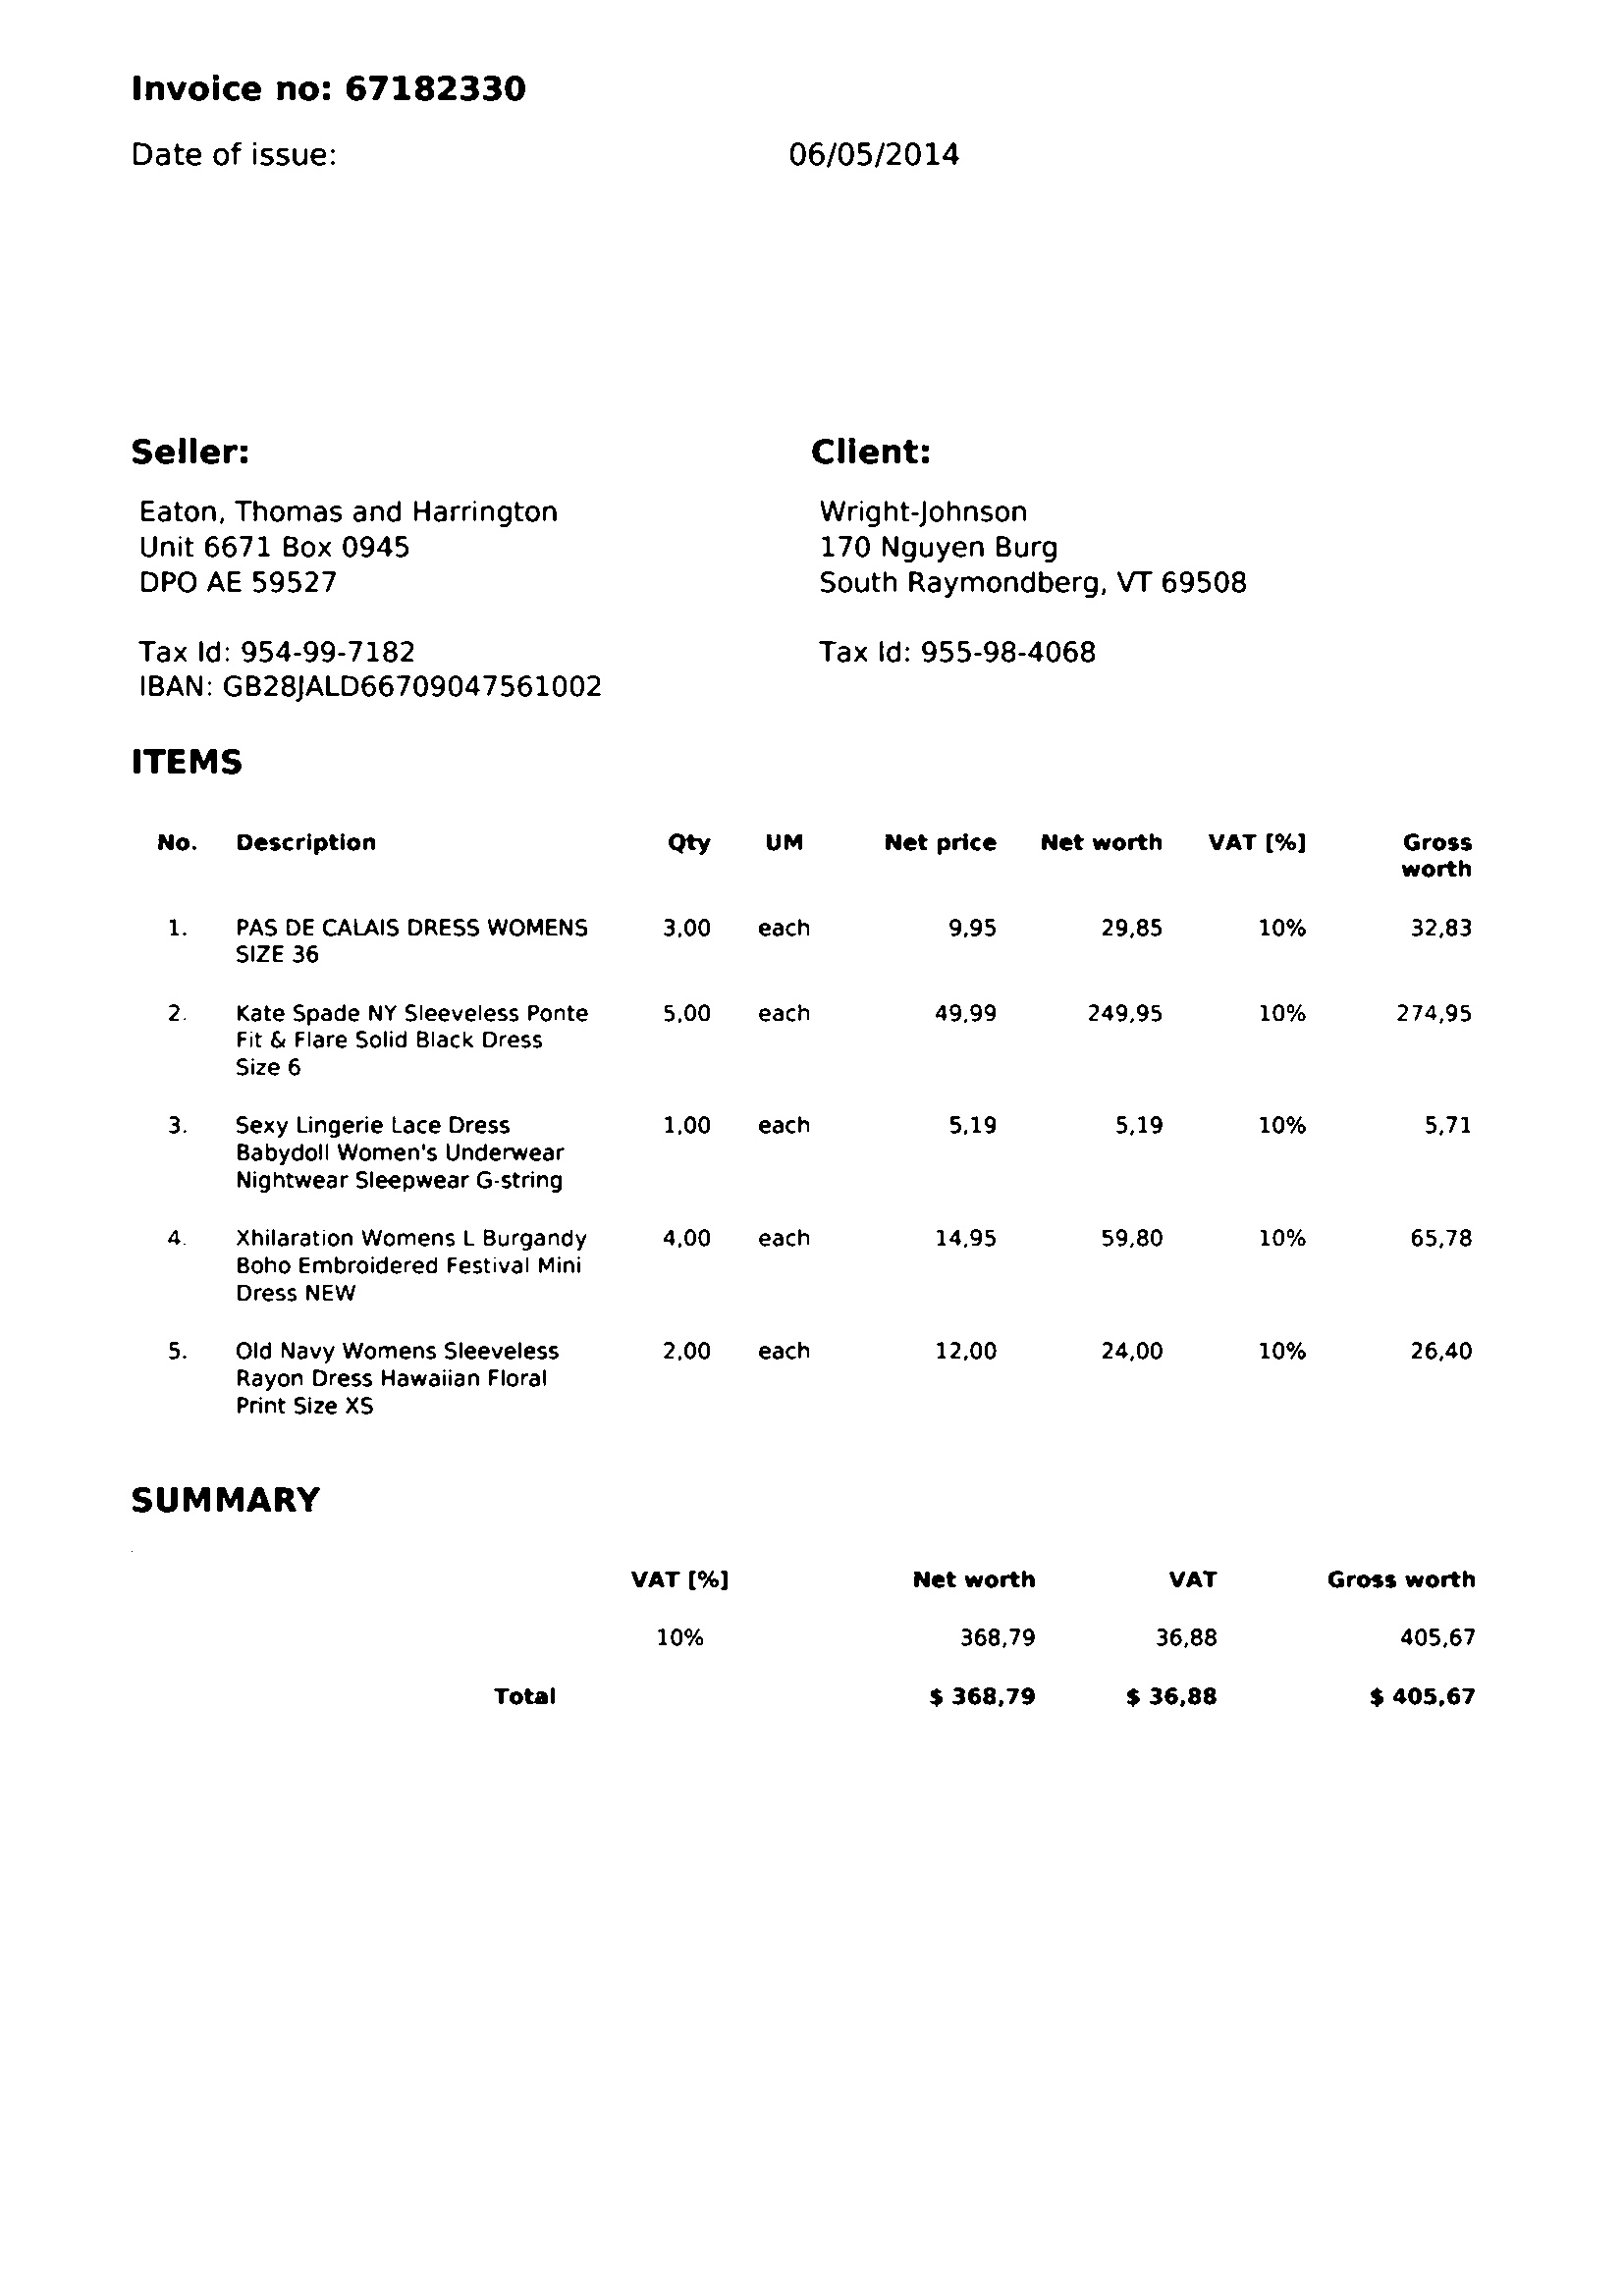 Invoice no: 67182330
Date of issue: 06/05/2014
Seller: Client:
Eaton, Thomas and Harrington Wright-Johnson
Unit 6671 Box 0945 170 Nguyen Burg
DPO AE 59527 South Raymondberg, VT 69508
Tax Id: 954-99-7182 Tax Id: 955-98-4068
IBAN: GB28JALD66709047561002
ITEMS
No. Description Qty UM Net price Net worth VAT [%] Gross
worth
1. PAS DE CALAIS DRESS WOMENS 3,00 each 9,95 29,85 10% 32,83
SIZE 36
2. Kate Spade NY Sleeveless Ponte 5,00 each 49,99 249,95 10% 274,95
Fit & Flare Solid Black Dress
Size 6
3. Sexy Lingerie Lace Dress 1,00 each 5,19 5,19 10% 5,71
Babydoll Women's Underwear
Nightwear Sleepwear G-string
4. Xhilaration Womens L Burgandy 4,00 each 14,95 59,80 10% 65,78
Boho Embroidered Festival Mini
Dress NEW
5. Old Navy Womens Sleeveless 2,00 each 12,00 24,00 10% 26,40
Rayon Dress Hawaiian Floral
Print Size XS
SUMMARY
VAT [%] Net worth VAT Gross worth
10% 368,79 36,88 405,67
Total $ 368,79 $ 36,88 $ 405,67